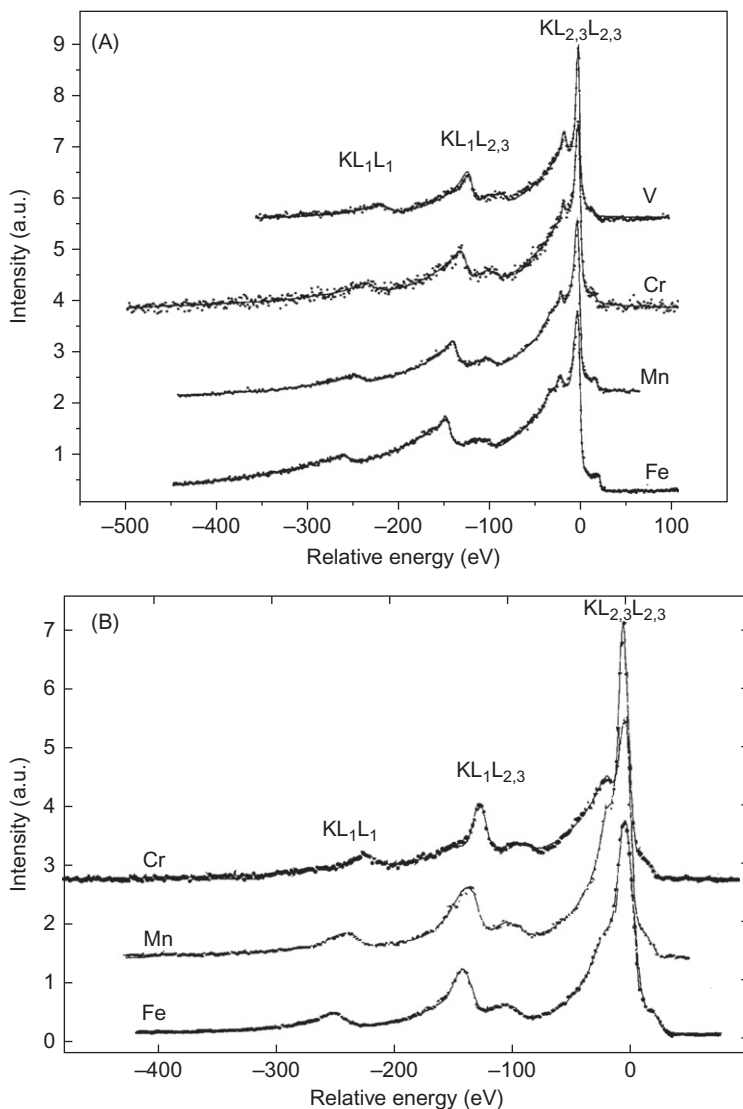 (A)
KL2,3L2,3
KL1L2,3
KL1L1
V
Cr
Mn
Fe
Intensity (a.u.)
9
8
7
6
5
4
3
2
1
–500 –400 –300 –200 –100 0 100
Relative energy (eV)
(B)
KL2,3L2,3
KL1L2,3
KL1L1
Cr
Mn
Fe
Intensity (a.u.)
7
6
5
4
3
2
1
0
–400 –300 –200 –100 0
Relative energy (eV)